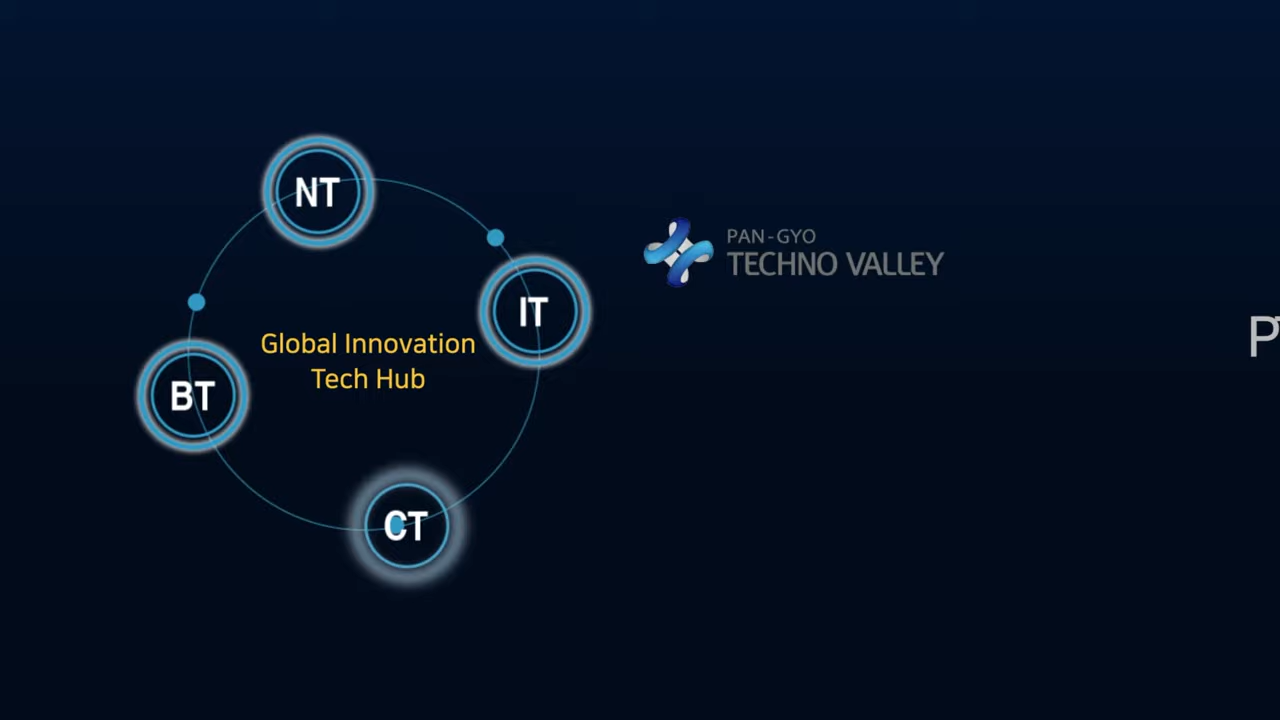 NT
IT
Global Innovation
Tech Hub
BT
CT
PAN-GYO
TECHNO VALLEY